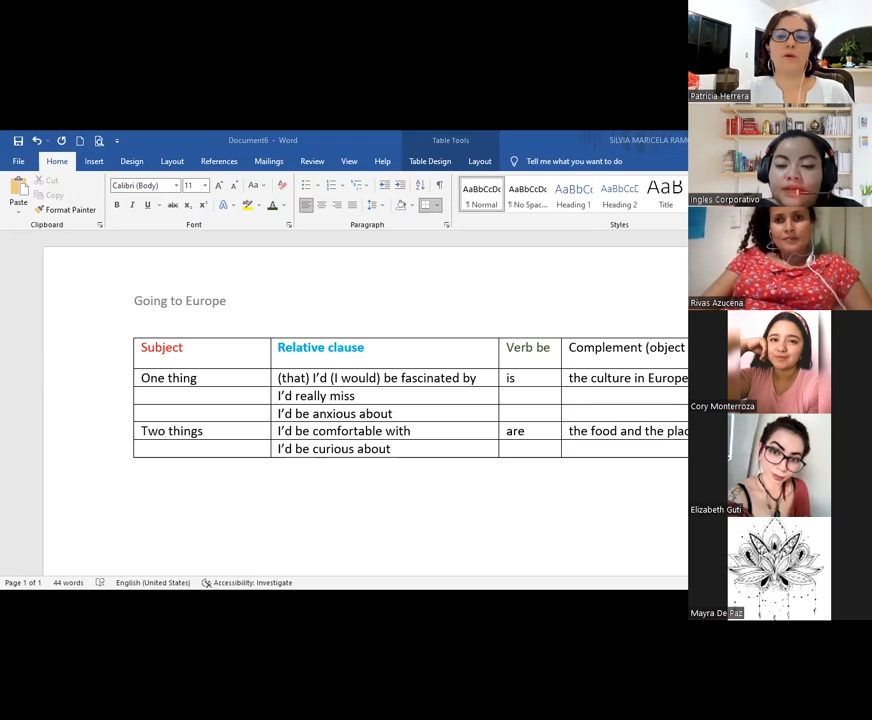 Document6 - Word
Table Tools
SILVIA MARICELA RAM
File Home Insert Design Layout References Mailings Review View Help Table Design Layout Tell me what you want to do
Paste
Cut
Copy
Format Painter
Calibri (Body) 11
AaBbCcDc AaBbCcDc AaBbCc AaBbCcD AaB
¶ Normal ¶ No Spac... Heading 1 Heading 2 Title
Clipboard Font Paragraph Styles
Going to Europe
Subject Relative clause Verb be Complement (object
One thing (that) I'd (I would) be fascinated by is the culture in Europe
I'd really miss
I'd be anxious about
Two things I'd be comfortable with are the food and the plac
I'd be curious about
Page 1 of 1 44 words English (United States) Accessibility: Investigate
Patricia Herrera
Ingles Corporativo
Rivas Azucena
Cory Monterroza
Elizabeth Guti
Mayra De Paz